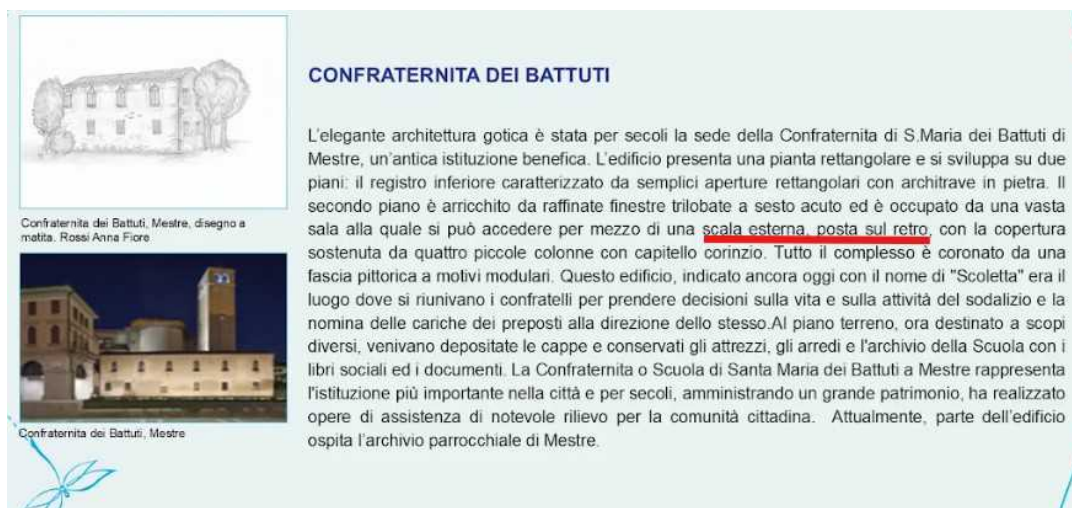 CONFRATERNITA DEI BATTUTI
L'elegante architettura gotica è stata per secoli la sede della Confraternita di S.Maria dei Battuti di
Mestre, un'antica istituzione benefica. L'edificio presenta una pianta rettangolare e si sviluppa su due
piani: il registro inferiore caratterizzato da semplici aperture rettangolari con architrave in pietra. Il
secondo piano è arricchito da raffinate finestre trilobate a sesto acuto ed è occupato da una vasta
sala alla quale si può accedere per mezzo di una scala esterna, posta sul retro, con la copertura
sostenuta da quattro piccole colonne con capitello corinzio. Tutto il complesso è coronato da una
fascia pittorica a motivi modulari. Questo edificio, indicato ancora oggi con il nome di "Scoletta" era il
luogo dove si riunivano i confratelli per prendere decisioni sulla vita e sulla attività del sodalizio e la
nomina delle cariche dei preposti alla direzione dello stesso.Al piano terreno, ora destinato a scopi
diversi, venivano depositate le cappe e conservati gli attrezzi, gli arredi e l'archivio della Scuola con i
libri sociali ed i documenti. La Confraternita o Scuola di Santa Maria dei Battuti a Mestre rappresenta
l'istituzione più importante nella città e per secoli, amministrando un grande patrimonio, ha realizzato
opere di assistenza di notevole rilievo per la comunità cittadina. Attualmente, parte dell'edificio
ospita l'archivio parrocchiale di Mestre.
Confraternita dei Battuti, Mestre, disegno a
matita. Rossi Anna Fiore
Confraternita dei Battuti, Mestre